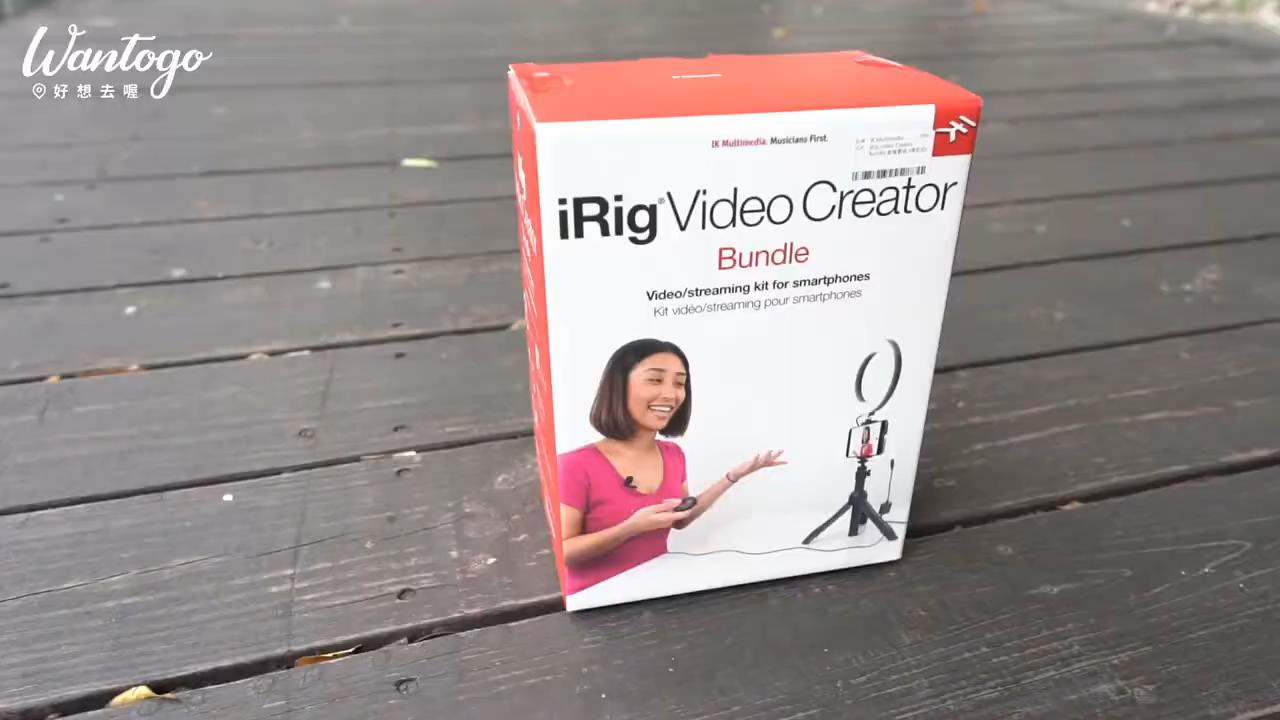 Wantogo
好想去喔
IK Multimedia. Musicians First.
iRig® Video Creator
Bundle
Video/streaming kit for smartphones
Kit vidéo/streaming pour smartphones